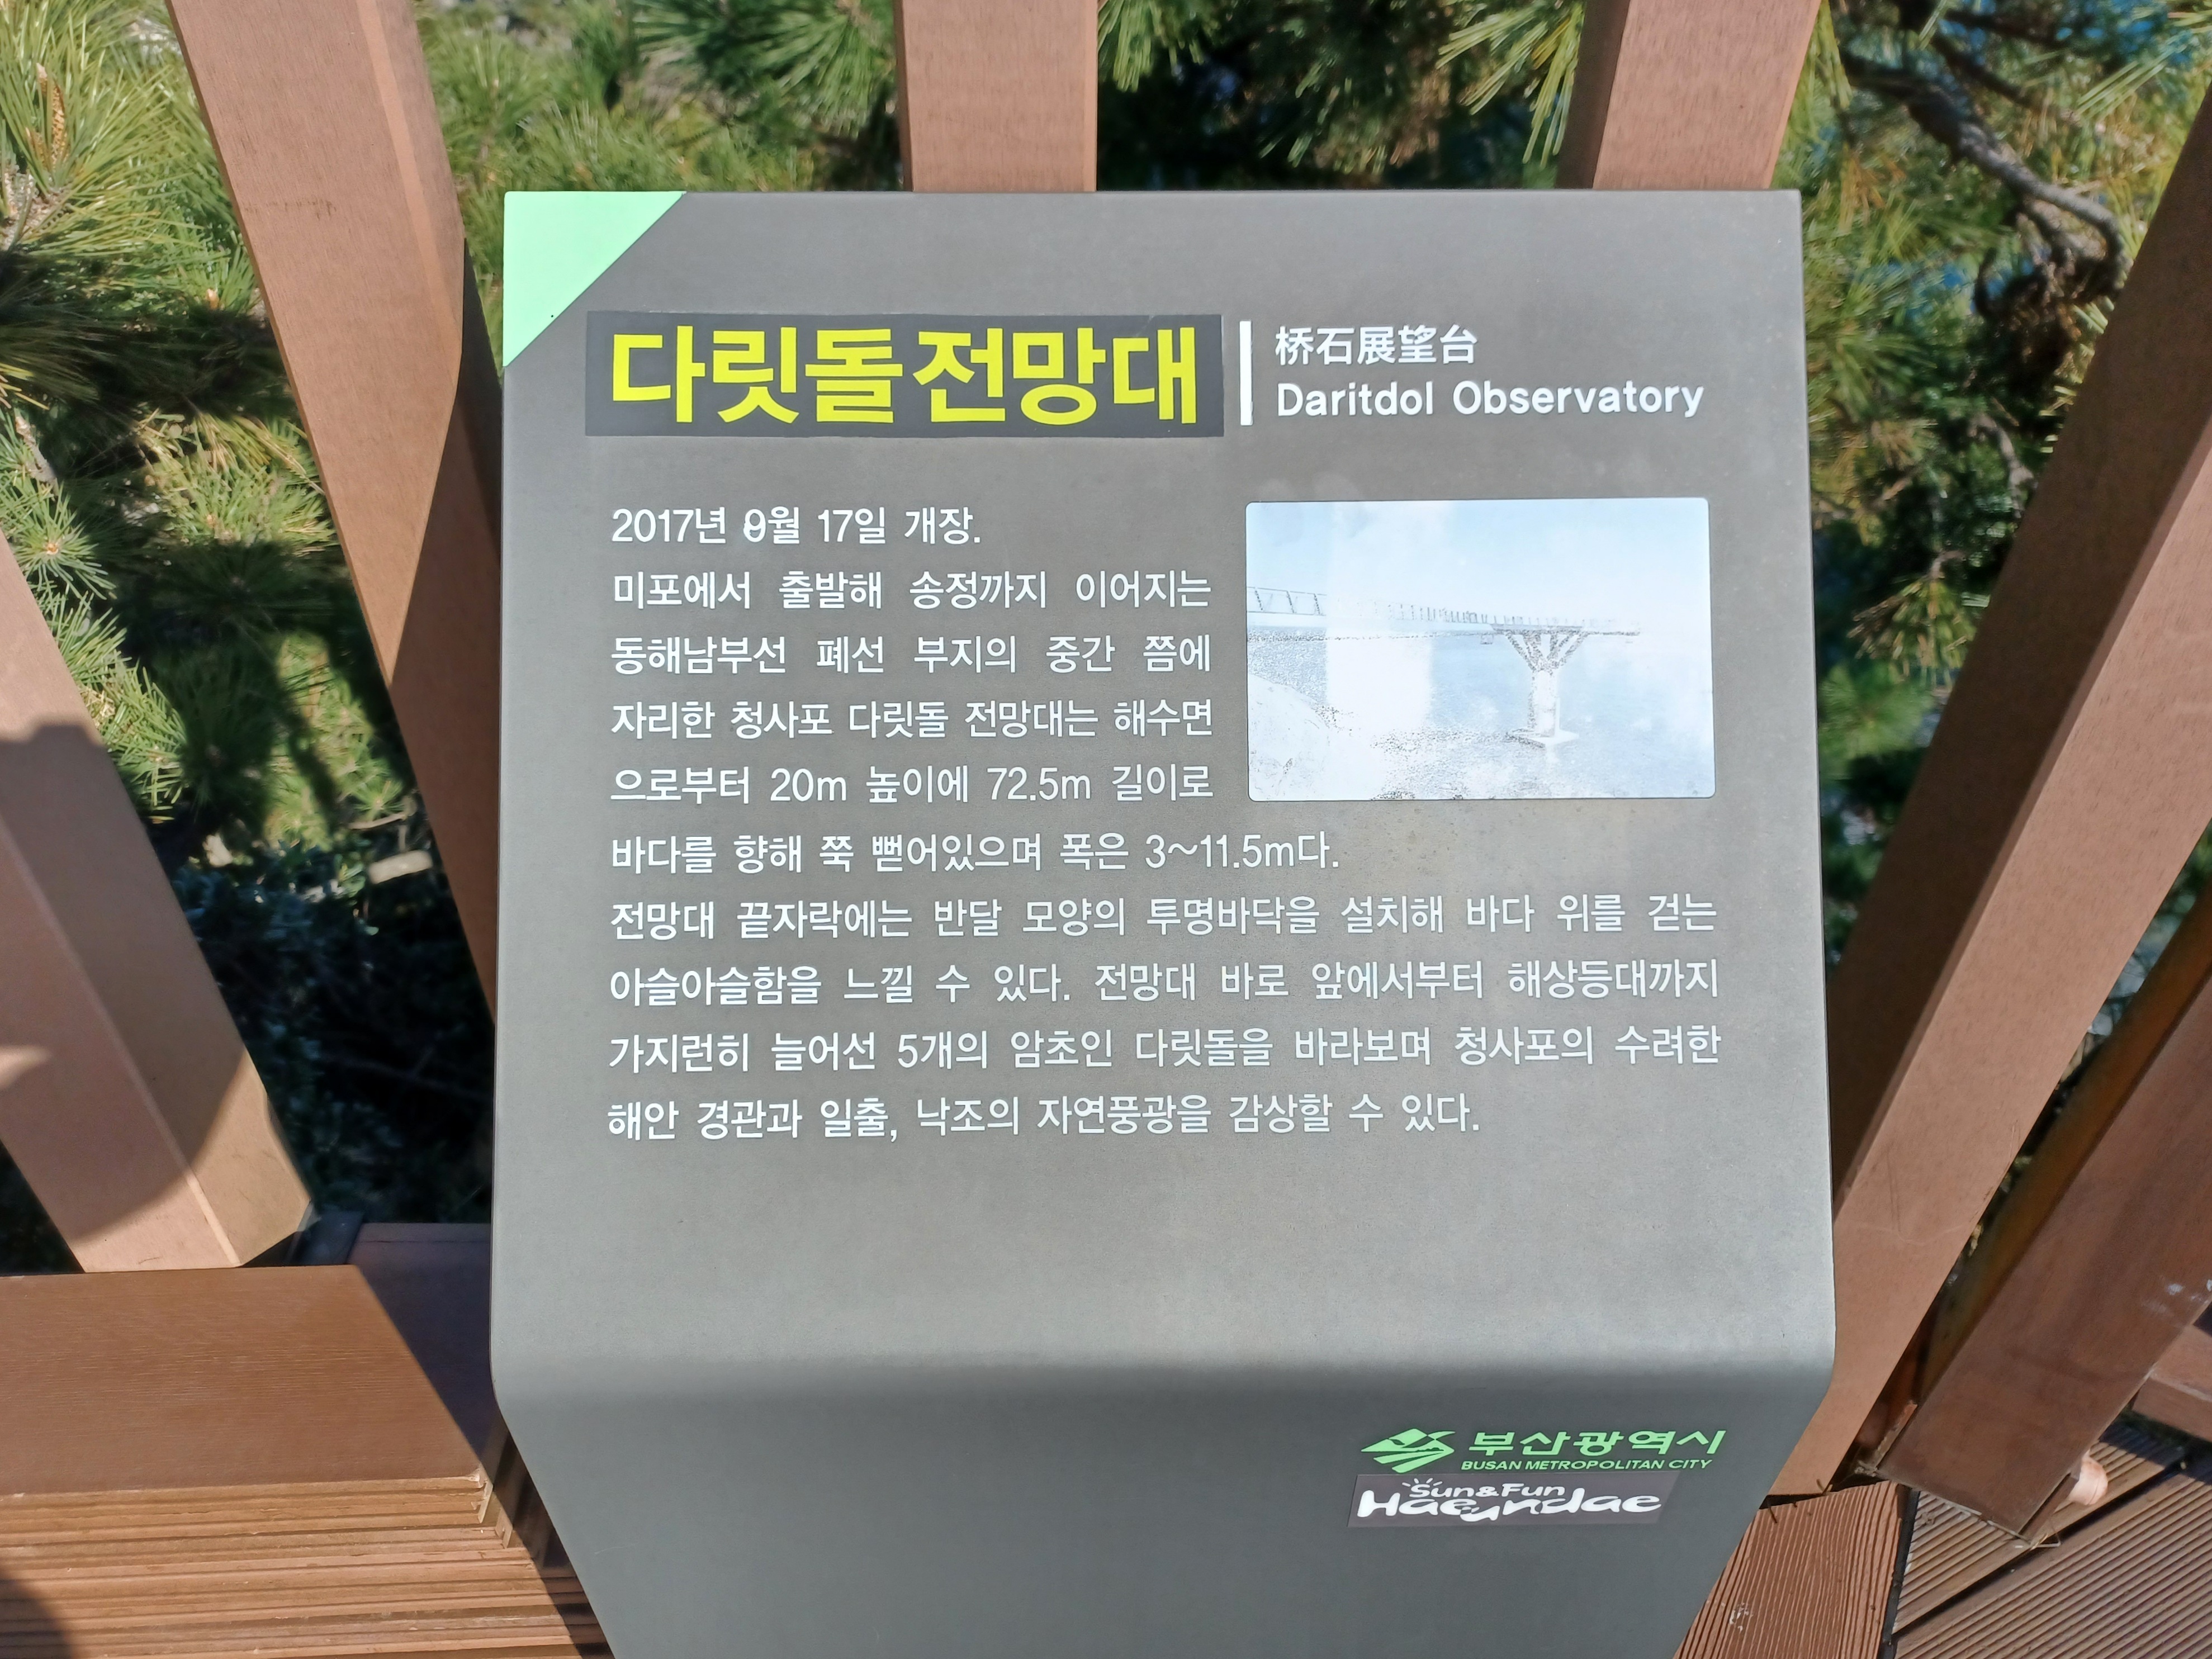 다릿돌전망대
桥石展望台
Daritdol Observatory
2017년 9월 17일 개장.
미포에서 출발해 송정까지 이어지는
동해남부선 폐선 부지의 중간 쯤에
자리한 청사포 다릿돌 전망대는 해수면
으로부터 20m 높이에 72.5m 길이로
바다를 향해 쭉 뻗어있으며 폭은 3~11.5m다.
전망대 끝자락에는 반달 모양의 투명바닥을 설치해 바다 위를 걷는
아슬아슬함을 느낄 수 있다. 전망대 바로 앞에서부터 해상등대까지
가지런히 늘어선 5개의 암초인 다릿돌을 바라보며 청사포의 수려한
해안 경관과 일출, 낙조의 자연풍광을 감상할 수 있다.
부산광역시
BUSAN METROPOLITAN CITY
Sun&Fun
Haeundae